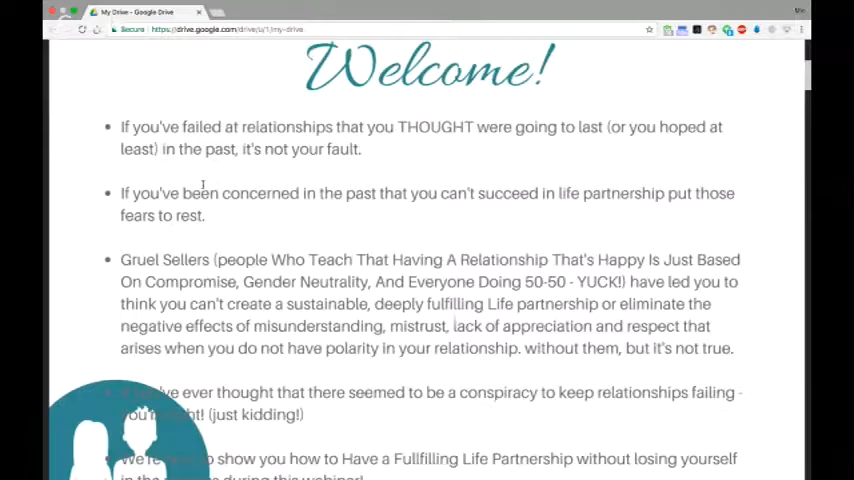 My Drive - Google Drive
Secure https://drive.google.com/drive/u/1/my-drive
Welcome!
If you've failed at relationships that you THOUGHT were going to last (or you hoped at
least) in the past, it's not your fault.
If you've been concerned in the past that you can't succeed in life partnership put those
fears to rest.
Gruel Sellers (people Who Teach That Having A Relationship That's Happy Is Just Based
On Compromise, Gender Neutrality, And Everyone Doing 50-50 - YUCK!) have led you to
think you can't create a sustainable, deeply fulfilling Life partnership or eliminate the
negative effects of misunderstanding, mistrust, lack of appreciation and respect that
arises when you do not have polarity in your relationship. without them, but it's not true.
ever thought that there seemed to be a conspiracy to keep relationships failing -
(just kidding!)
to show you how to Have a Fullfilling Life Partnership without losing yourself
during this webinar!